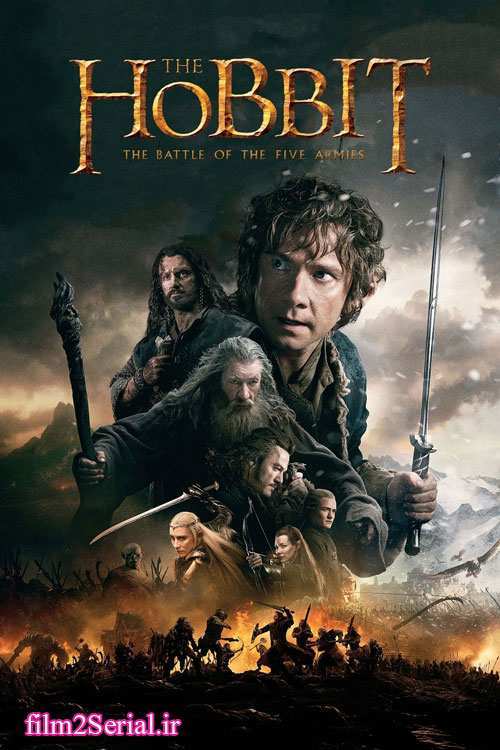 THE
HOBBIT
THE BATTLE OF THE FIVE ARMIES
film2Serial.ir